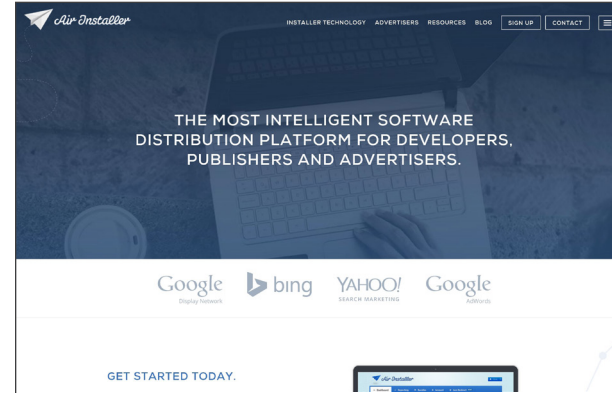 Air Installer
INSTALLER TECHNOLOGY ADVERTISERS RESOURCES BLOG SIGN UP CONTACT
THE MOST INTELLIGENT SOFTWARE
DISTRIBUTION PLATFORM FOR DEVELOPERS,
PUBLISHERS AND ADVERTISERS.
Google
Display Network
bing
YAHOO!
SEARCH MARKETING
Google
AdWords
GET STARTED TODAY.
Air Installer